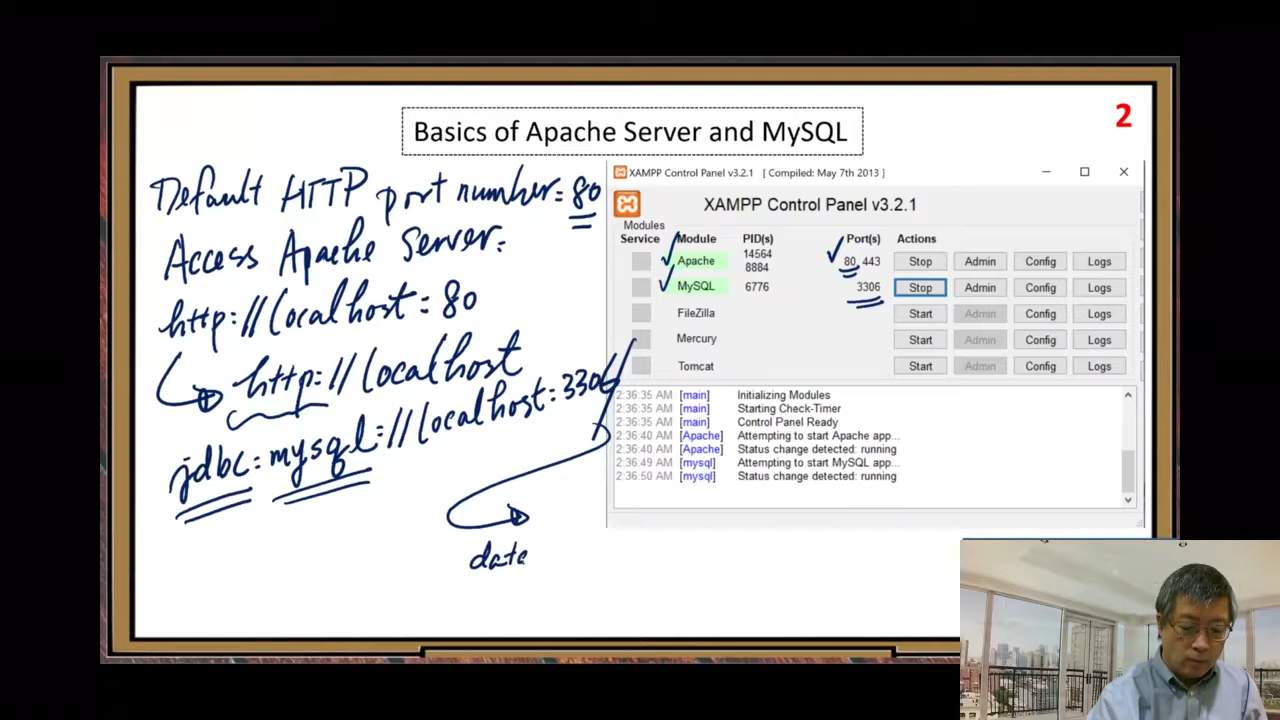 Basics of Apache Server and MySQL
2
Default HTTP port number = 80
Access Apache Server:
http://localhost:80
http://localhost
jdbc:mysql://localhost:3306/
date
XAMPP Control Panel v3.2.1 [ Compiled: May 7th 2013 ]
XAMPP Control Panel v3.2.1
Modules
Service Module PID(s) Port(s) Actions
Apache 14564 8884 80, 443 Stop Admin Config Logs
MySQL 6776 3306 Stop Admin Config Logs
FileZilla Start Admin Config Logs
Mercury Start Admin Config Logs
Tomcat Start Admin Config Logs
2:36:35 AM [main] Initializing Modules
2:36:35 AM [main] Starting Check-Timer
2:36:35 AM [main] Control Panel Ready
2:36:40 AM [Apache] Attempting to start Apache app...
2:36:40 AM [Apache] Status change detected: running
2:36:49 AM [mysql] Attempting to start MySQL app...
2:36:50 AM [mysql] Status change detected: running